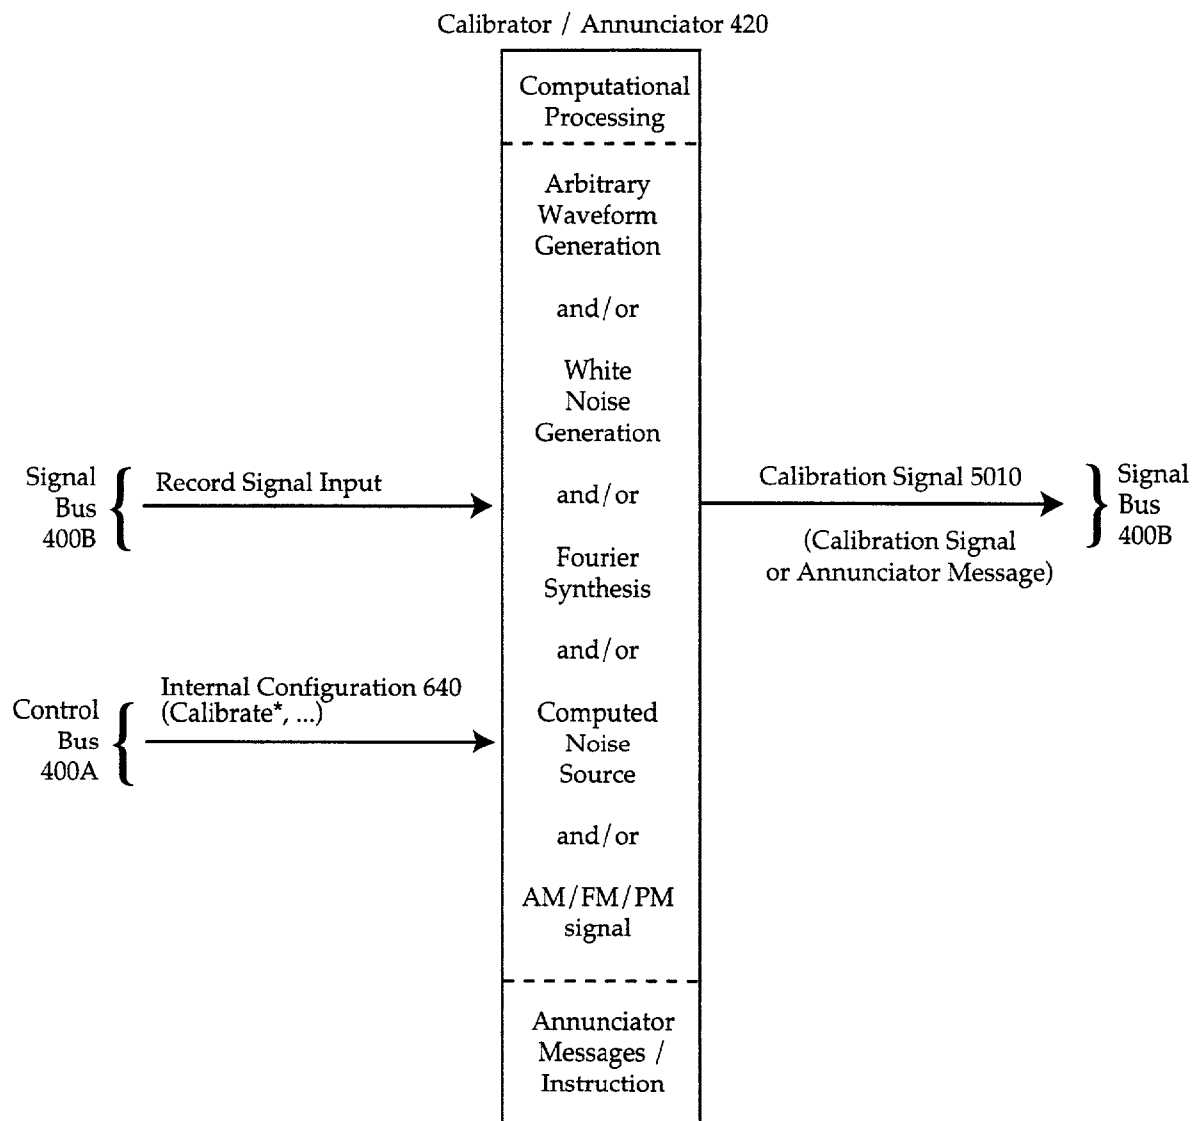 Calibrator / Annunciator 420
Computational
Processing
Arbitrary
Waveform
Generation
and/or
White
Noise
Generation
and/or
Fourier
Synthesis
and/or
Computed
Noise
Source
and/or
AM/FM/PM
signal
Annunciator
Messages /
Instruction
Signal
Bus
400B
Record Signal Input
Control
Bus
400A
Internal Configuration 640
(Calibrate*, ...)
Calibration Signal 5010
(Calibration Signal
or Annunciator Message)
Signal
Bus
400B